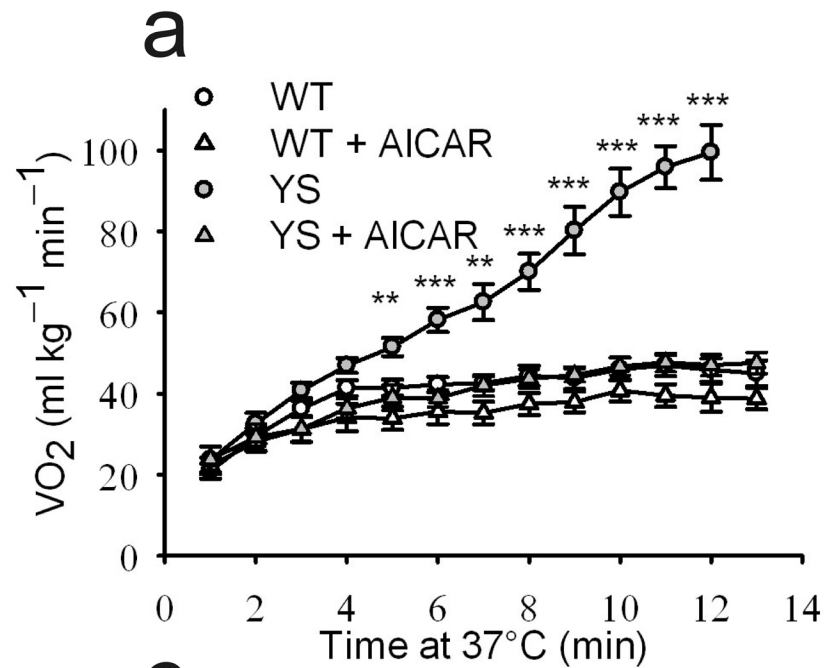 a
WT
WT + AICAR
YS
YS + AICAR
***
***
***
***
***
**
***
**
VO2 (ml kg−1 min−1)
100
80
60
40
20
0
0 2 4 6 8 10 12 14
Time at 37°C (min)